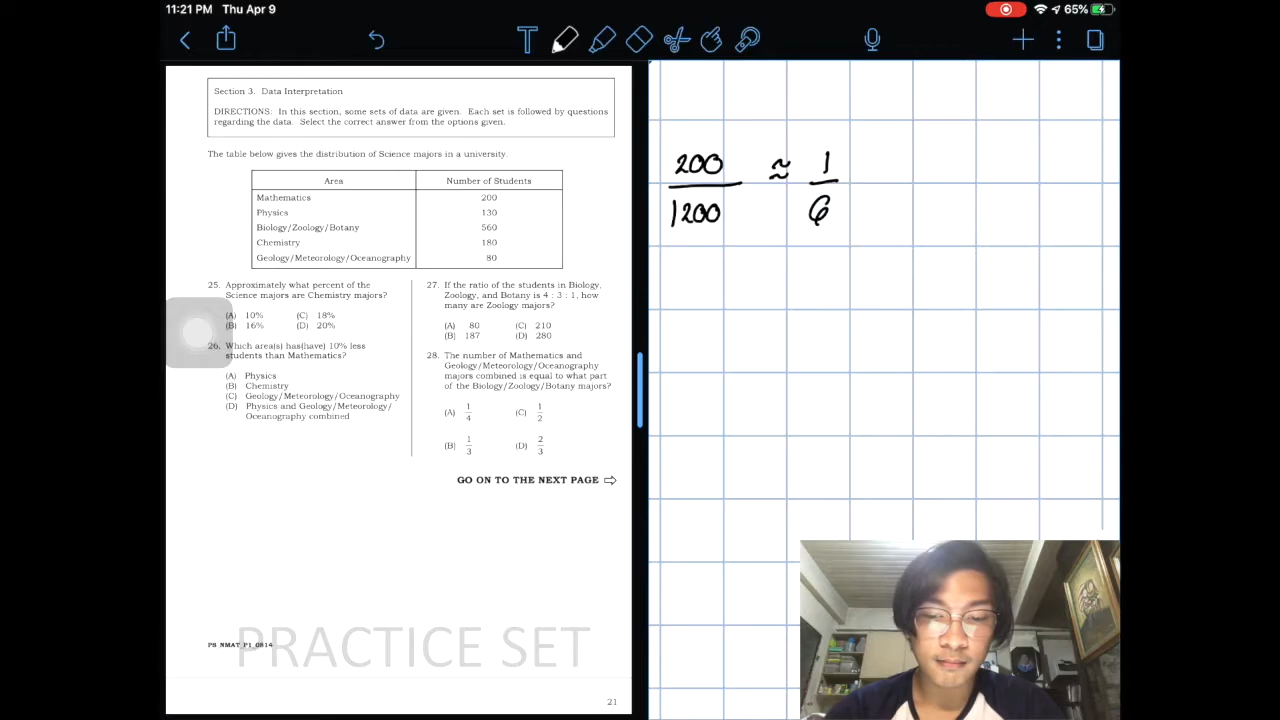 11:21 PM Thu Apr 9
65%
Section 3. Data Interpretation
DIRECTIONS: In this section, some sets of data are given. Each set is followed by questions
regarding the data. Select the correct answer from the options given.
The table below gives the distribution of Science majors in a university.
Area Number of Students
Mathematics 200
Physics 130
Biology/Zoology/Botany 560
Chemistry 180
Geology/Meteorology/Oceanography 80
25. Approximately what percent of the
Science majors are Chemistry majors?
(A) 10% (C) 18%
(B) 16% (D) 20%
26. Which area(s) has(have) 10% less
students than Mathematics?
(A) Physics
(B) Chemistry
(C) Geology/Meteorology/Oceanography
(D) Physics and Geology/Meteorology/
Oceanography combined
27. If the ratio of the students in Biology,
Zoology, and Botany is 4 : 3 : 1, how
many are Zoology majors?
(A) 80 (C) 210
(B) 187 (D) 280
28. The number of Mathematics and
Geology/Meteorology/Oceanography
majors combined is equal to what part
of the Biology/Zoology/Botany majors?
(A) 1/4 (C) 1/2
(B) 1/3 (D) 2/3
GO ON TO THE NEXT PAGE
PS NMAT P1 0814
PRACTICE SET
21
200 ≈ 1
1200 6